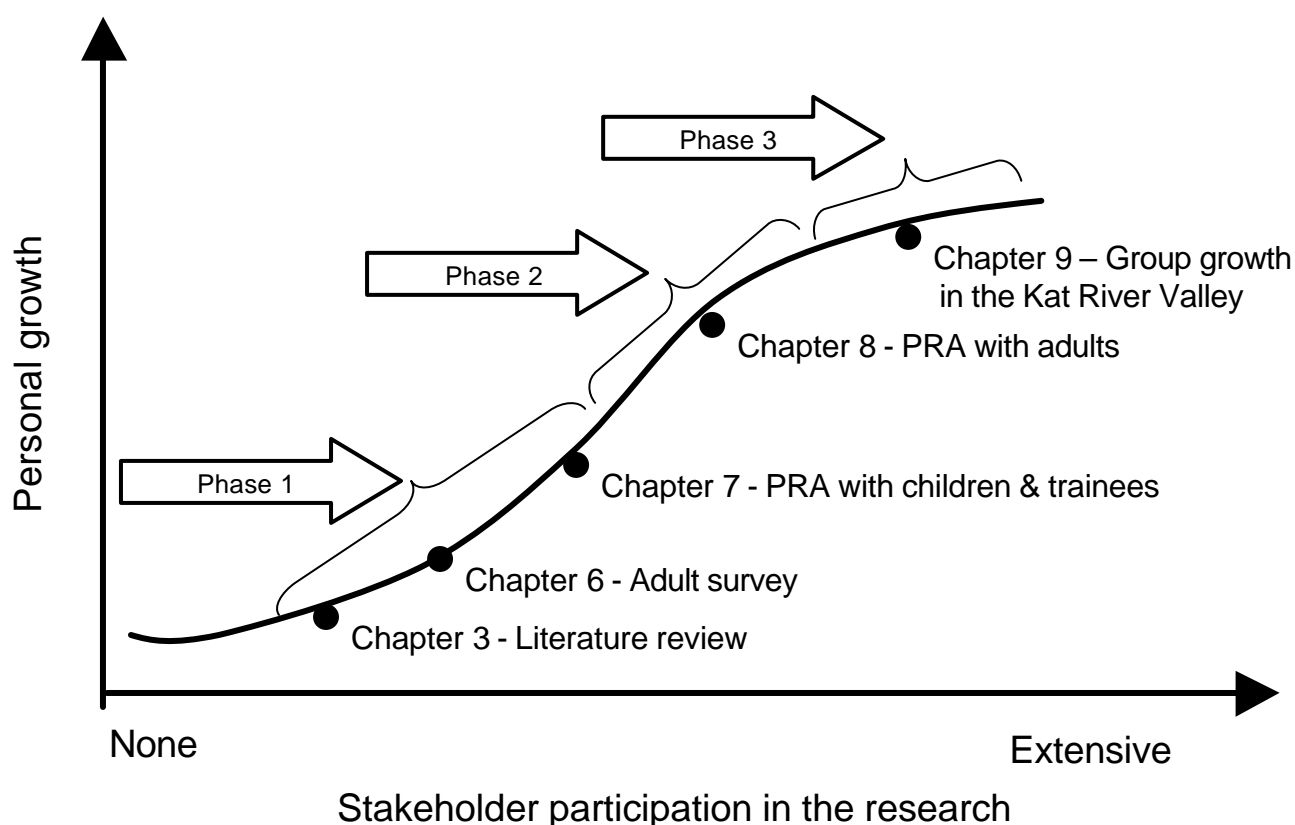 Phase 3
Chapter 9 – Group growth
in the Kat River Valley
Phase 2
Chapter 8 - PRA with adults
Personal growth
Phase 1
Chapter 7 - PRA with children & trainees
Chapter 6 - Adult survey
Chapter 3 - Literature review
None
Extensive
Stakeholder participation in the research